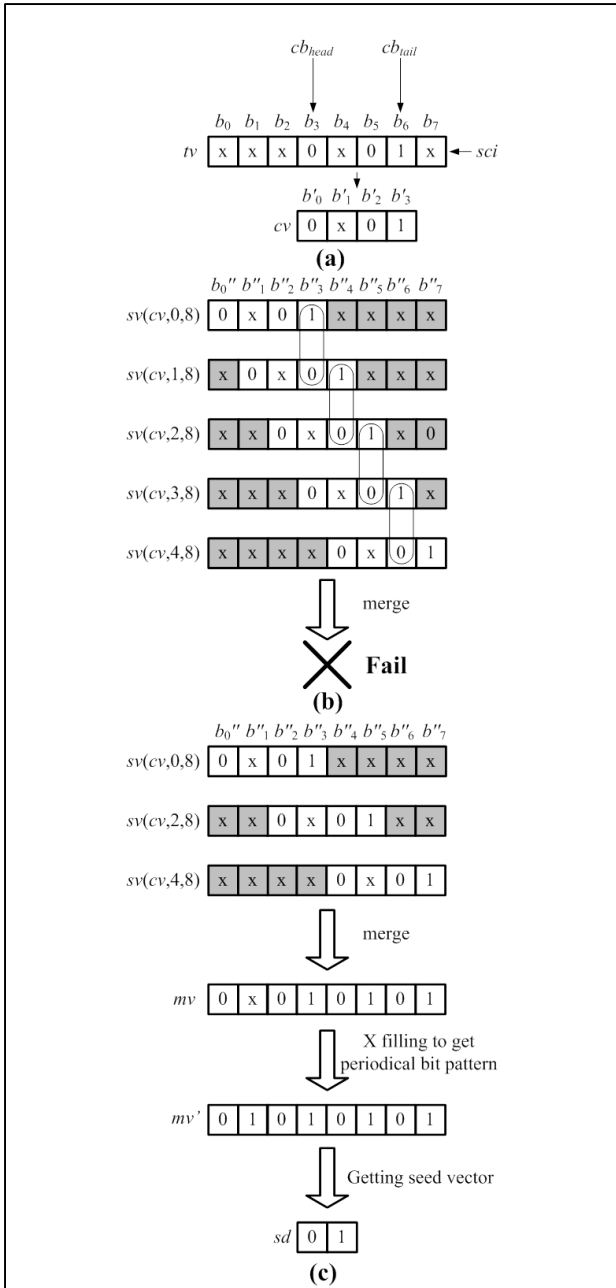 cb_head cb_tail
b_0 b_1 b_2 b_3 b_4 b_5 b_6 b_7
tv x x x 0 x 0 1 x sci
b'_0 b'_1 b'_2 b'_3
cv 0 x 0 1
(a)
b_0'' b''_1 b''_2 b''_3 b''_4 b''_5 b''_6 b''_7
sv(cv,0,8) 0 x 0 1 x x x x
sv(cv,1,8) x 0 x 0 1 x x x
sv(cv,2,8) x x 0 x 0 1 x 0
sv(cv,3,8) x x x 0 x 0 1 x
sv(cv,4,8) x x x x 0 x 0 1
merge
Fail
(b)
b_0'' b''_1 b''_2 b''_3 b''_4 b''_5 b''_6 b''_7
sv(cv,0,8) 0 x 0 1 x x x x
sv(cv,2,8) x x 0 x 0 1 x x
sv(cv,4,8) x x x x 0 x 0 1
merge
mv 0 x 0 1 0 1 0 1
X filling to get
periodical bit pattern
mv' 0 1 0 1 0 1 0 1
Getting seed vector
sd 0 1
(c)